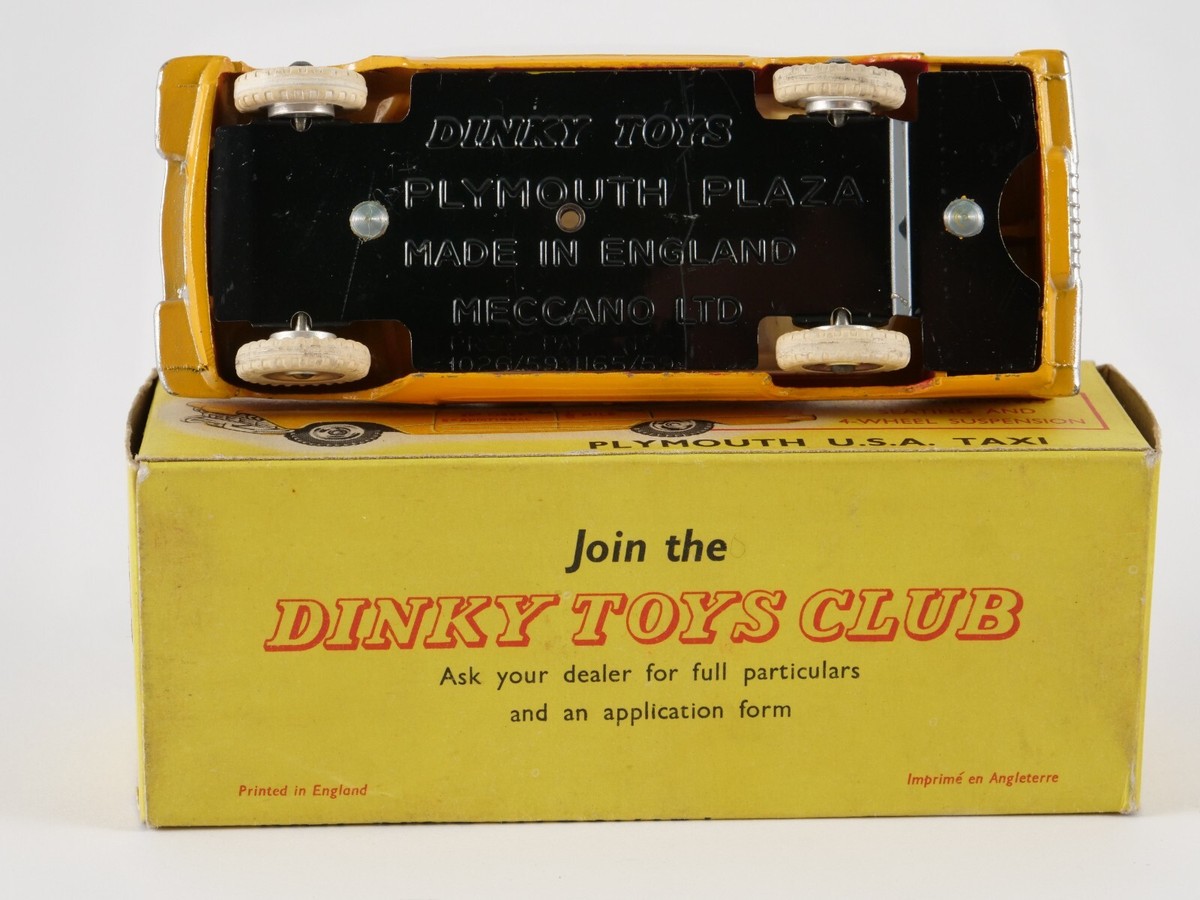 DINKY TOYS
PLYMOUTH PLAZA
MADE IN ENGLAND
MECCANO LTD
AND
4-WHEEL SUSPENSION
PLYMOUTH U.S.A. TAXI
Join the
DINKY TOYS CLUB
Ask your dealer for full particulars
and an application form
Printed in England
Imprimé en Angleterre